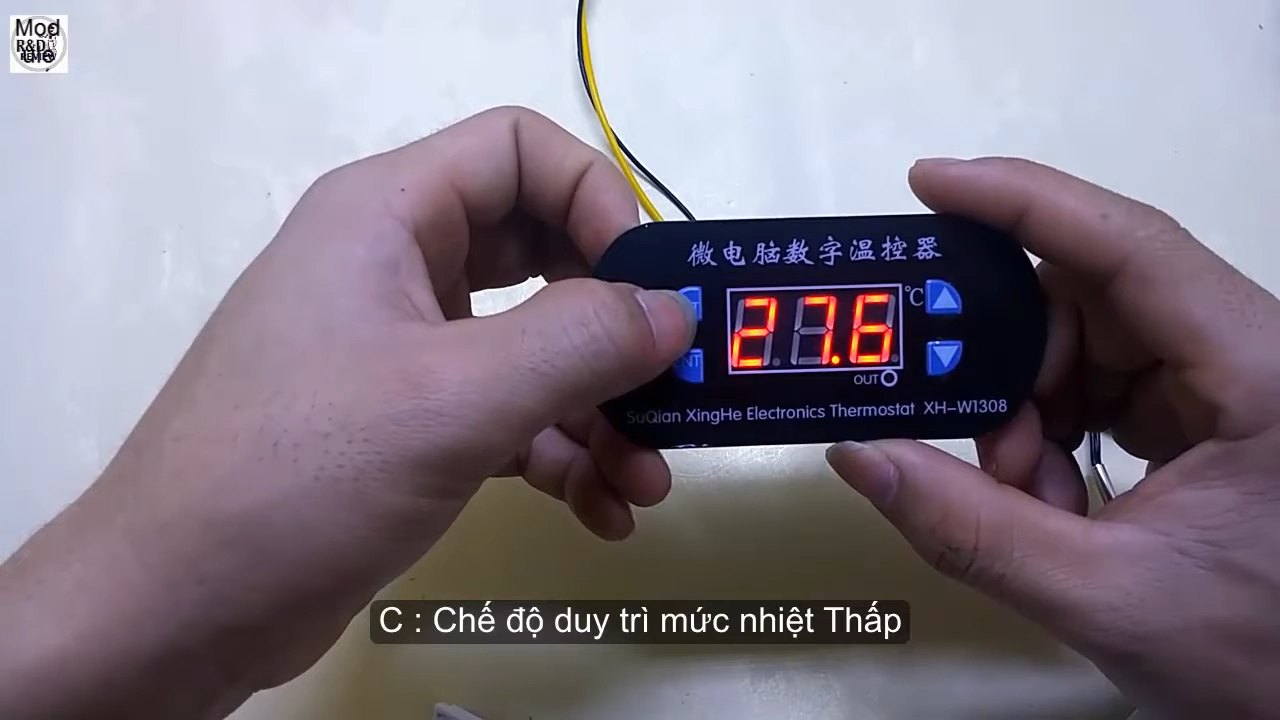 Mod
R&D
REVIEW
微电脑数字温控器
27.6
℃
OUT
SuQian XingHe Electronics Thermostat XH-W1308
C : Chế độ duy trì mức nhiệt Thấp